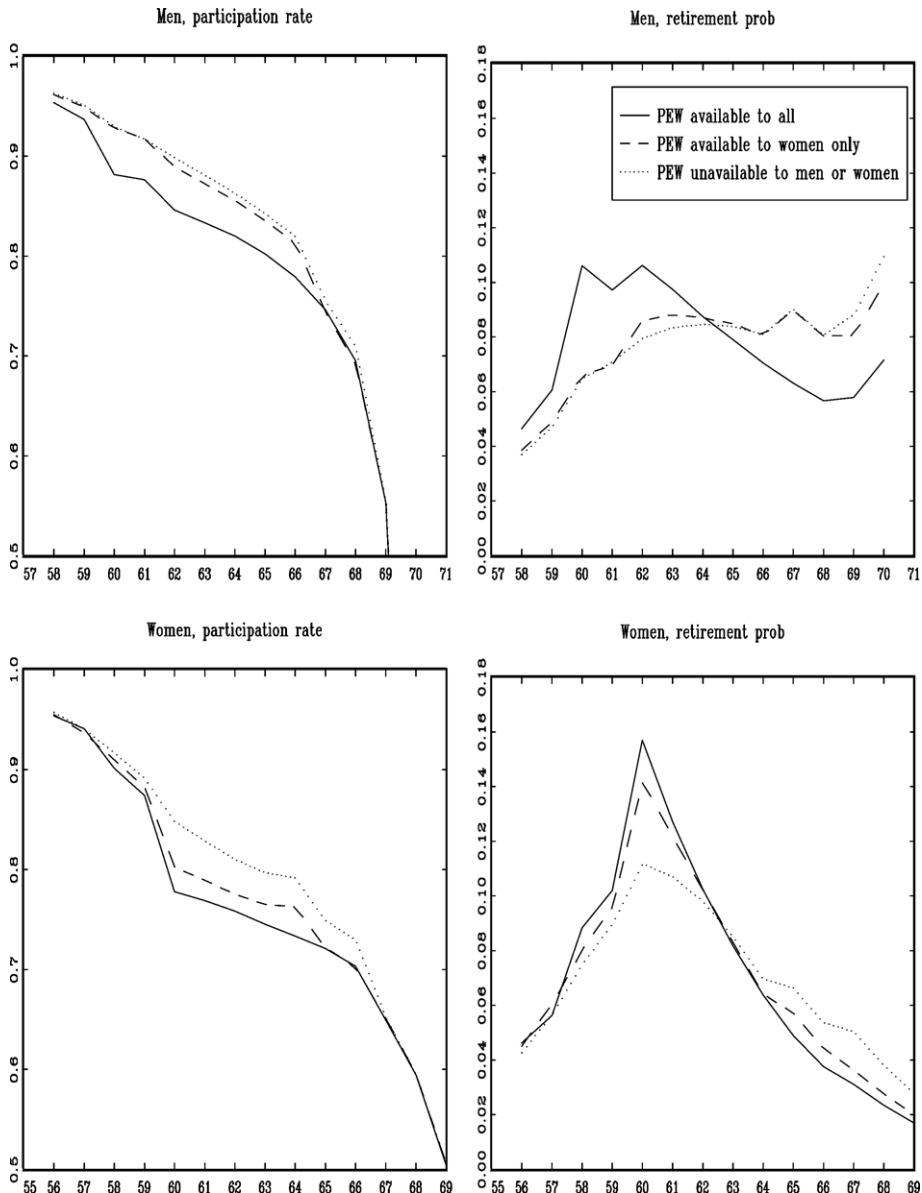 Men, participation rate
1.0
0.9
0.8
0.7
0.6
0.5
57 58 59 60 61 62 63 64 65 66 67 68 69 70 71
Men, retirement prob
0.18
0.16
0.14
0.12
0.10
0.08
0.06
0.04
0.02
0.00
PEW available to all
PEW available to women only
PEW unavailable to men or women
57 58 59 60 61 62 63 64 65 66 67 68 69 70 71
Women, participation rate
1.0
0.9
0.8
0.7
0.6
0.5
55 56 57 58 59 60 61 62 63 64 65 66 67 68 69
Women, retirement prob
0.18
0.16
0.14
0.12
0.10
0.08
0.06
0.04
0.02
0.00
55 56 57 58 59 60 61 62 63 64 65 66 67 68 69